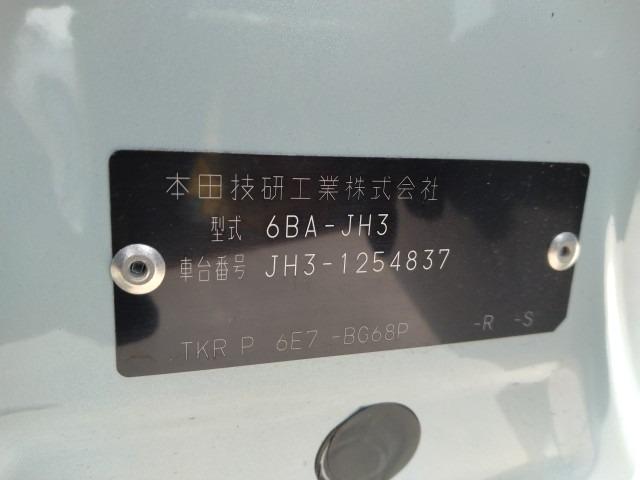 本田技研工業株式会社
型式 6BA-JH3
車台番号 JH3-1254837
TKR P 6E7 -BG68P -R -S